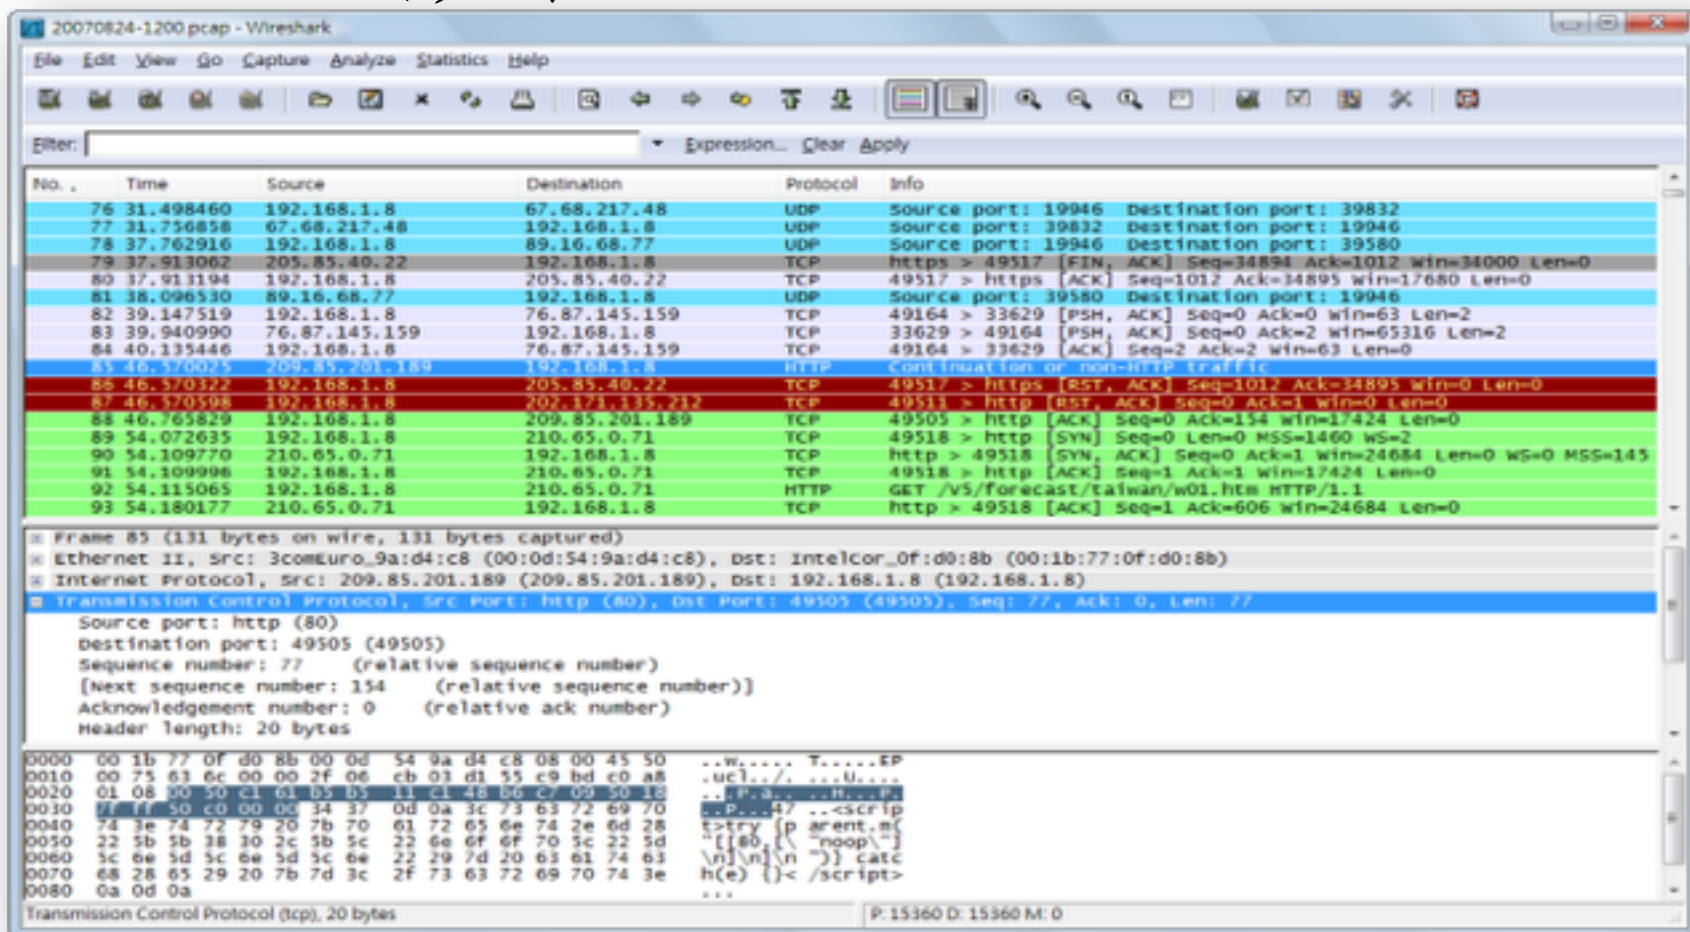 20070824-1200.pcap - Wireshark
File Edit View Go Capture Analyze Statistics Help
Filter: Expression... Clear Apply
No. . Time Source Destination Protocol Info
76 31.498460 192.168.1.8 67.68.217.48 UDP Source port: 19946 Destination port: 39832
77 31.756858 67.68.217.48 192.168.1.8 UDP Source port: 39832 Destination port: 19946
78 37.762916 192.168.1.8 89.16.68.77 UDP Source port: 19946 Destination port: 39580
79 37.913062 205.85.40.22 192.168.1.8 TCP https > 49517 [FIN, ACK] Seq=34894 Ack=1012 Win=34000 Len=0
80 37.913194 192.168.1.8 205.85.40.22 TCP 49517 > https [ACK] Seq=1012 Ack=34895 Win=17680 Len=0
81 38.096530 89.16.68.77 192.168.1.8 UDP Source port: 39580 Destination port: 19946
82 39.147519 192.168.1.8 76.87.145.159 TCP 49164 > 33629 [PSH, ACK] Seq=0 Ack=0 Win=63 Len=2
83 39.940990 76.87.145.159 192.168.1.8 TCP 33629 > 49164 [PSH, ACK] Seq=0 Ack=2 Win=65316 Len=2
84 40.135446 192.168.1.8 76.87.145.159 TCP 49164 > 33629 [ACK] Seq=2 Ack=2 Win=63 Len=0
85 46.570025 209.85.201.189 192.168.1.8 HTTP Continuation or non-HTTP traffic
86 46.570322 192.168.1.8 205.85.40.22 TCP 49517 > https [RST, ACK] Seq=1012 Ack=34895 Win=0 Len=0
87 46.570598 192.168.1.8 202.171.135.212 TCP 49511 > http [RST, ACK] Seq=0 Ack=1 Win=0 Len=0
88 46.765829 192.168.1.8 209.85.201.189 TCP 49505 > http [ACK] Seq=0 Ack=154 Win=17424 Len=0
89 54.072635 192.168.1.8 210.65.0.71 TCP 49518 > http [SYN] Seq=0 Len=0 MSS=1460 WS=2
90 54.109770 210.65.0.71 192.168.1.8 TCP http > 49518 [SYN, ACK] Seq=0 Ack=1 Win=24684 Len=0 WS=0 MSS=145
91 54.109996 192.168.1.8 210.65.0.71 TCP 49518 > http [ACK] Seq=1 Ack=1 Win=17424 Len=0
92 54.115065 192.168.1.8 210.65.0.71 HTTP GET /V5/forecast/taiwan/w01.htm HTTP/1.1
93 54.180177 210.65.0.71 192.168.1.8 TCP http > 49518 [ACK] Seq=1 Ack=606 Win=24684 Len=0
Frame 85 (131 bytes on wire, 131 bytes captured)
Ethernet II, Src: 3comEuro_9a:d4:c8 (00:0d:54:9a:d4:c8), Dst: IntelCor_0f:d0:8b (00:1b:77:0f:d0:8b)
Internet Protocol, Src: 209.85.201.189 (209.85.201.189), Dst: 192.168.1.8 (192.168.1.8)
Transmission Control Protocol, Src Port: http (80), Dst Port: 49505 (49505), Seq: 77, Ack: 0, Len: 77
Source port: http (80)
Destination port: 49505 (49505)
Sequence number: 77 (relative sequence number)
[Next sequence number: 154 (relative sequence number)]
Acknowledgement number: 0 (relative ack number)
Header length: 20 bytes
0000 00 1b 77 0f d0 8b 00 0d 54 9a d4 c8 08 00 45 50 ..w..... T.....EP
0010 00 75 63 6c 00 00 2f 06 cb 03 d1 55 c9 bd c0 a8 .ucl../. ...U....
0020 01 08 00 50 c1 61 b5 b5 11 c1 48 b6 c7 09 50 18 ...P.a.. ..H...P.
0030 7f ff 50 c0 00 00 34 37 0d 0a 3c 73 63 72 69 70 ..P...47 ..<scrip
0040 74 3e 74 72 79 20 7b 70 61 72 65 6e 74 2e 6d 28 t>try {p arent.m(
0050 22 5b 5b 38 30 2c 5b 5c 22 6e 6f 6f 70 5c 22 5d "[[80,[\ "noop\"]
0060 5c 6e 5d 5c 6e 5d 5c 6e 22 29 7d 20 63 61 74 63 \n]\n]\n ")} catc
0070 68 28 65 29 20 7b 7d 3c 2f 73 63 72 69 70 74 3e h(e) {}< /script>
0080 0a 0d 0a ...
Transmission Control Protocol (tcp), 20 bytes P: 15360 D: 15360 M: 0